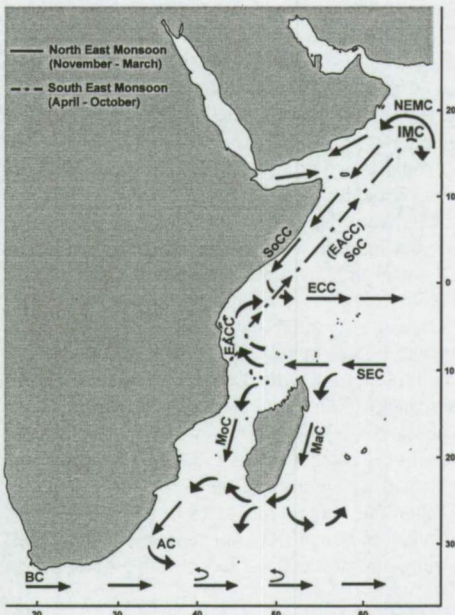 North East Monsoon
(November - March)
South East Monsoon
(April - October)
NEMC
20
IMC
10
SoCC
(EACC)
SoC
0
ECC
EACC
10
SEC
MoC
MaC
20
AC
30
BC
20
30
40
50
60